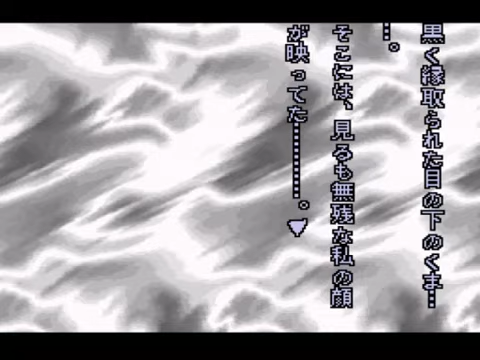 黒く縁取られた目の下のくま…
…。
そこには、見るも無残な私の顔
が映ってた…………。